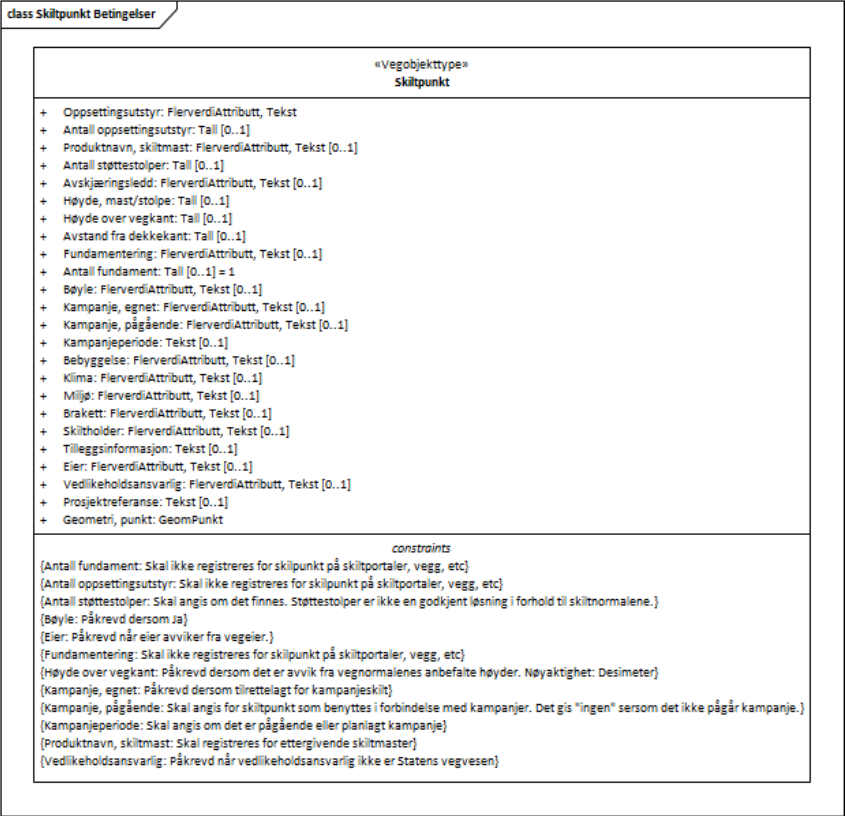 class Skiltpunkt Betingelser
«Vegobjekttype»
Skiltpunkt
+ Oppsettingsutstyr: FlerverdiAttributt, Tekst
+ Antall oppsettingsutstyr: Tall [0..1]
+ Produktnavn, skiltmast: FlerverdiAttributt, Tekst [0..1]
+ Antall støttestolper: Tall [0..1]
+ Avskjæringsledd: FlerverdiAttributt, Tekst [0..1]
+ Høyde, mast/stolpe: Tall [0..1]
+ Høyde over vegkant: Tall [0..1]
+ Avstand fra dekkekant: Tall [0..1]
+ Fundamentering: FlerverdiAttributt, Tekst [0..1]
+ Antall fundament: Tall [0..1] = 1
+ Bøyle: FlerverdiAttributt, Tekst [0..1]
+ Kampanje, egnet: FlerverdiAttributt, Tekst [0..1]
+ Kampanje, pågående: FlerverdiAttributt, Tekst [0..1]
+ Kampanjeperiode: Tekst [0..1]
+ Bebyggelse: FlerverdiAttributt, Tekst [0..1]
+ Klima: FlerverdiAttributt, Tekst [0..1]
+ Miljø: FlerverdiAttributt, Tekst [0..1]
+ Brakett: FlerverdiAttributt, Tekst [0..1]
+ Skiltholder: FlerverdiAttributt, Tekst [0..1]
+ Tilleggsinformasjon: Tekst [0..1]
+ Eier: FlerverdiAttributt, Tekst [0..1]
+ Vedlikeholdsansvarlig: FlerverdiAttributt, Tekst [0..1]
+ Prosjektreferanse: Tekst [0..1]
+ Geometri, punkt: GeomPunkt
constraints
{Antall fundament: Skal ikke registreres for skilpunkt på skiltportaler, vegg, etc}
{Antall oppsettingsutstyr: Skal ikke registreres for skilpunkt på skiltportaler, vegg, etc}
{Antall støttestolper: Skal angis om det finnes. Støttestolper er ikke en godkjent løsning i forhold til skiltnormalene.}
{Bøyle: Påkrevd dersom Ja}
{Eier: Påkrevd når eier avviker fra vegeier.}
{Fundamentering: Skal ikke registreres for skilpunkt på skiltportaler, vegg, etc}
{Høyde over vegkant: Påkrevd dersom det er avvik fra vegnormalenes anbefalte høyder. Nøyaktighet: Desimeter}
{Kampanje, egnet: Påkrevd dersom tilrettelagt for kampanjeskilt}
{Kampanje, pågående: Skal angis for skiltpunkt som benyttes i forbindelse med kampanjer. Det gis "ingen" sersom det ikke pågår kampanje.}
{Kampanjeperiode: Skal angis om det er pågående eller planlagt kampanje}
{Produktnavn, skiltmast: Skal registreres for ettergivende skiltmaster}
{Vedlikeholdsansvarlig: Påkrevd når vedlikeholdsansvarlig ikke er Statens vegvesen}